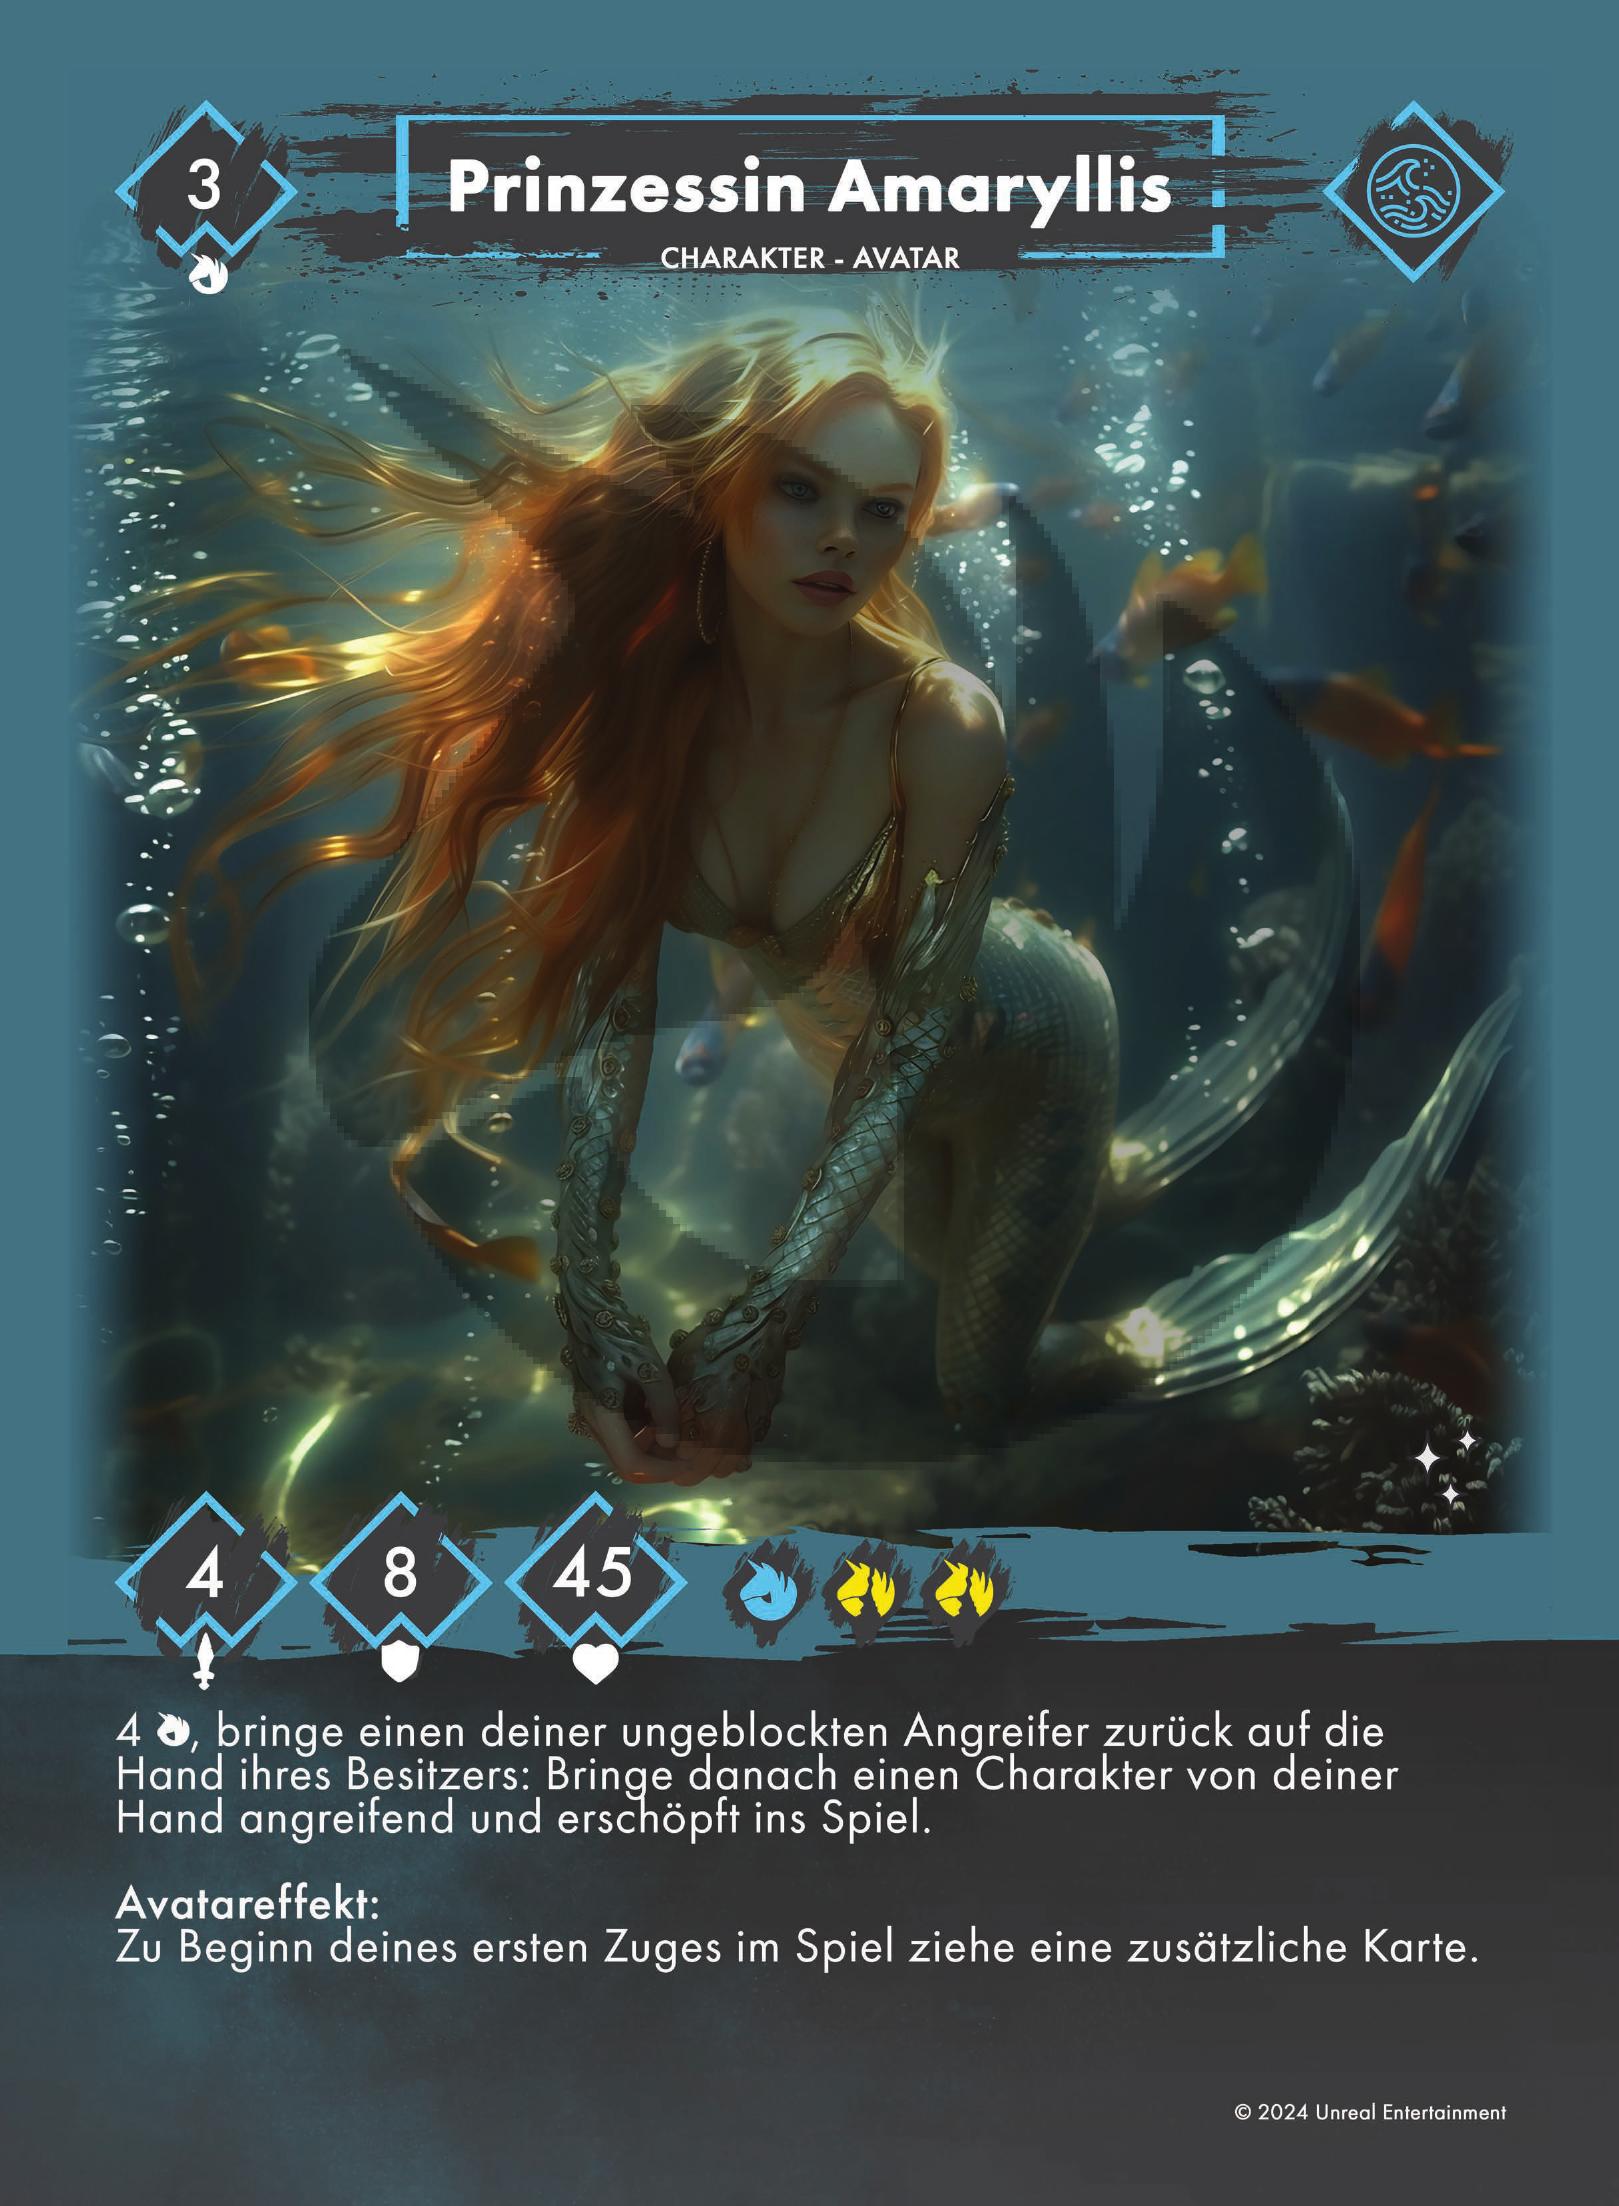 3
Prinzessin Amaryllis
CHARAKTER - AVATAR
4
8
45
4 , bringe einen deiner ungeblockten Angreifer zurück auf die
Hand ihres Besitzers: Bringe danach einen Charakter von deiner
Hand angreifend und erschöpft ins Spiel.
Avatareffekt:
Zu Beginn deines ersten Zuges im Spiel ziehe eine zusätzliche Karte.
© 2024 Unreal Entertainment